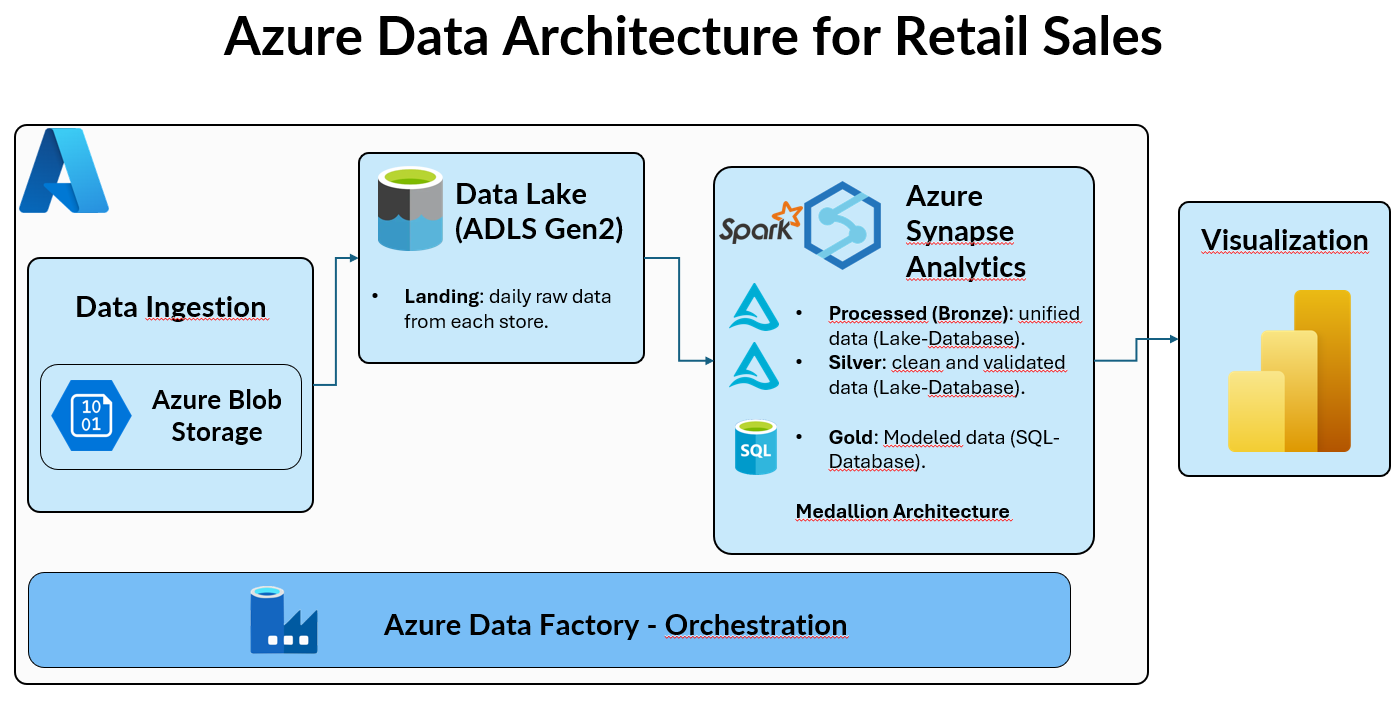 Azure Data Architecture for Retail Sales
Data Ingestion
10
01
Azure Blob
Storage
Data Lake
(ADLS Gen2)
• Landing: daily raw data
from each store.
Spark
Azure
Synapse
Analytics
• Processed (Bronze): unified
data (Lake-Database).
• Silver: clean and validated
data (Lake-Database).
SQL
• Gold: Modeled data (SQL-
Database).
Medallion Architecture
Visualization
Azure Data Factory - Orchestration